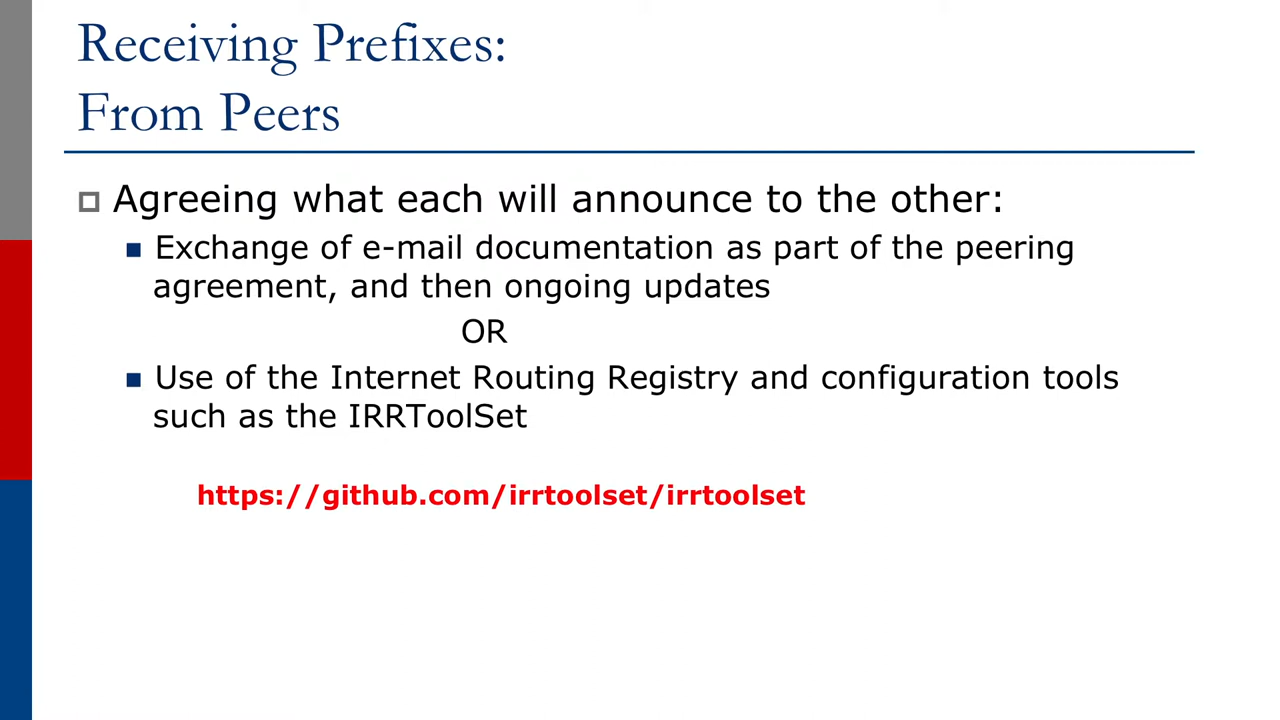 Receiving Prefixes:
From Peers
Agreeing what each will announce to the other:
Exchange of e-mail documentation as part of the peering
agreement, and then ongoing updates
OR
Use of the Internet Routing Registry and configuration tools
such as the IRRToolSet
https://github.com/irrtoolset/irrtoolset